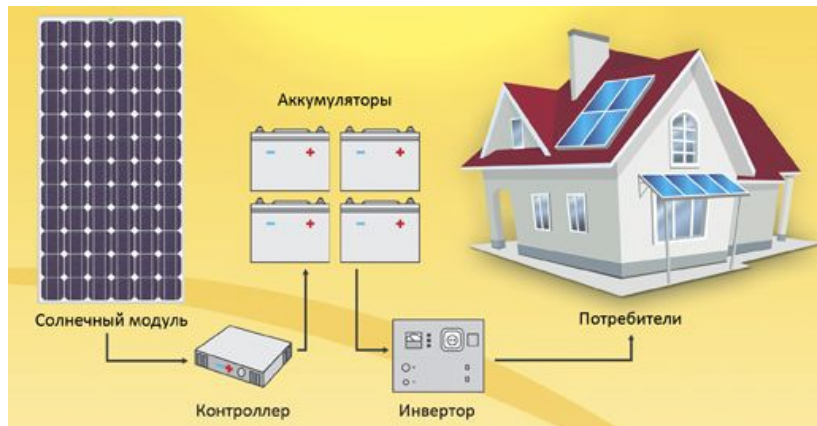 Аккумуляторы
Солнечный модуль
Потребители
Контроллер
Инвертор